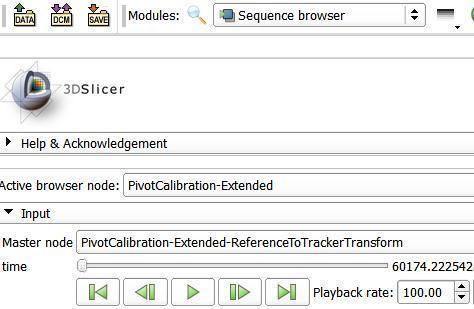 DATA DCM SAVE Modules: Sequence browser
3DSlicer
Help & Acknowledgement
Active browser node: PivotCalibration-Extended
Input
Master node PivotCalibration-Extended-ReferenceToTrackerTransform
time 60174.222542
Playback rate: 100.00